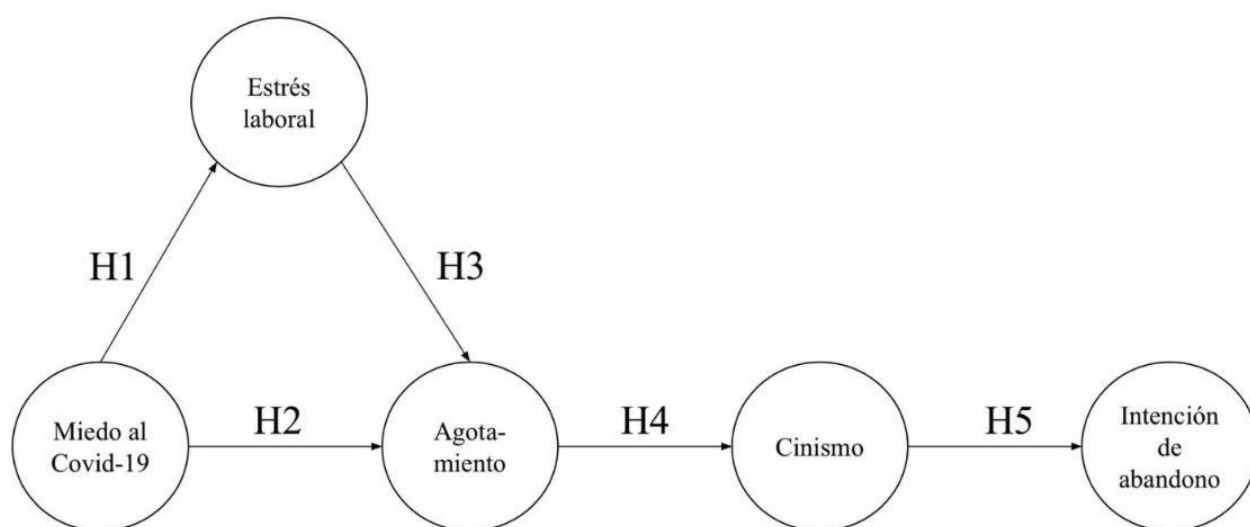 Estrés
laboral
H1
H3
Miedo al
Covid-19
H2
Agota-
miento
H4
Cinismo
H5
Intención
de
abandono